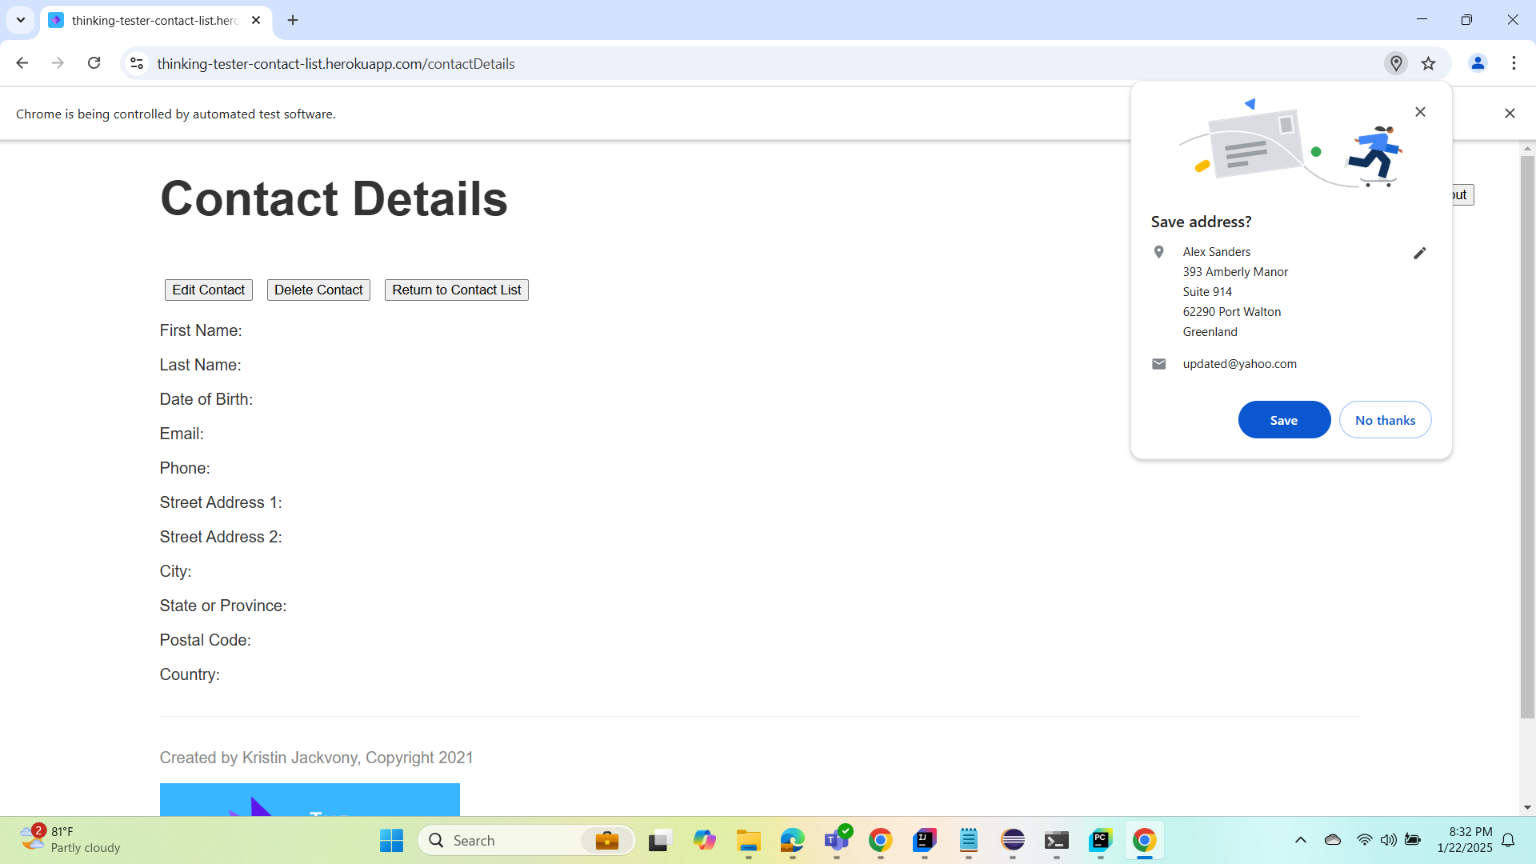 thinking-tester-contact-list.herc
thinking-tester-contact-list.herokuapp.com/contactDetails
Chrome is being controlled by automated test software.
Contact Details
out
Edit Contact
Delete Contact
Return to Contact List
First Name:
Last Name:
Date of Birth:
Email:
Phone:
Street Address 1:
Street Address 2:
City:
State or Province:
Postal Code:
Country:
Created by Kristin Jackvony, Copyright 2021
Save address?
Alex Sanders
393 Amberly Manor
Suite 914
62290 Port Walton
Greenland
updated@yahoo.com
Save
No thanks
2
81°F
Partly cloudy
Search
8:32 PM
1/22/2025